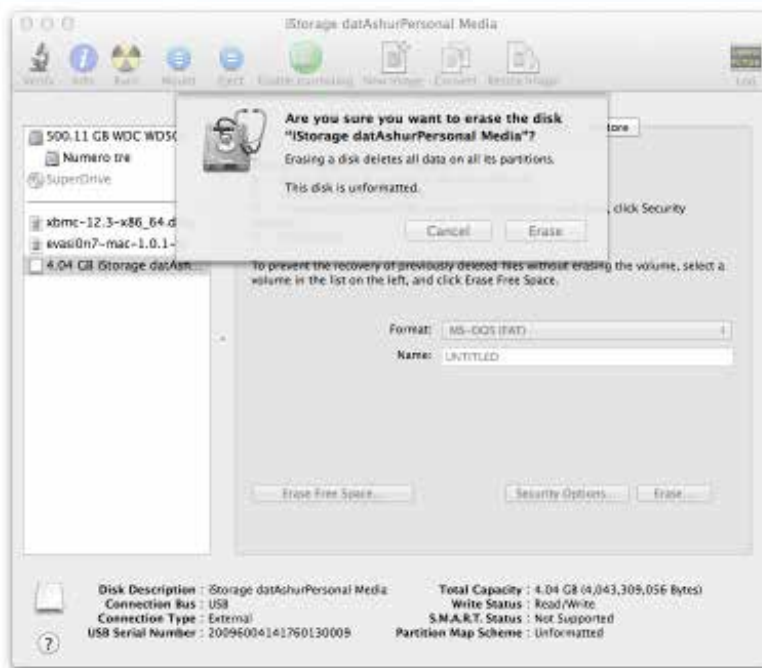 iStorage datAshurPersonal Media
Verify Info Burn Mount Eject Enable Journaling New Image Convert Resize Image Log
Are you sure you want to erase the disk
"iStorage datAshurPersonal Media"?
Erasing a disk deletes all data on all its partitions.
This disk is unformatted.
Cancel Erase
500.11 GB WDC WD50
Numero tre
SuperDrive
xbmc-12.3-x86_64.d
evasi0n7-mac-1.0.1-
4.04 GB iStorage datAsh...
tore
, click Security
To prevent the recovery of previously deleted files without erasing the volume, select a
volume in the list on the left, and click Erase Free Space.
Format: MS-DOS (FAT)
Name: UNTITLED
Erase Free Space... Security Options... Erase...
Disk Description : iStorage datAshurPersonal Media
Connection Bus : USB
Connection Type : External
USB Serial Number : 20096004141760130009
Total Capacity : 4.04 GB (4,043,309,056 Bytes)
Write Status : Read/Write
S.M.A.R.T. Status : Not Supported
Partition Map Scheme : Unformatted
?